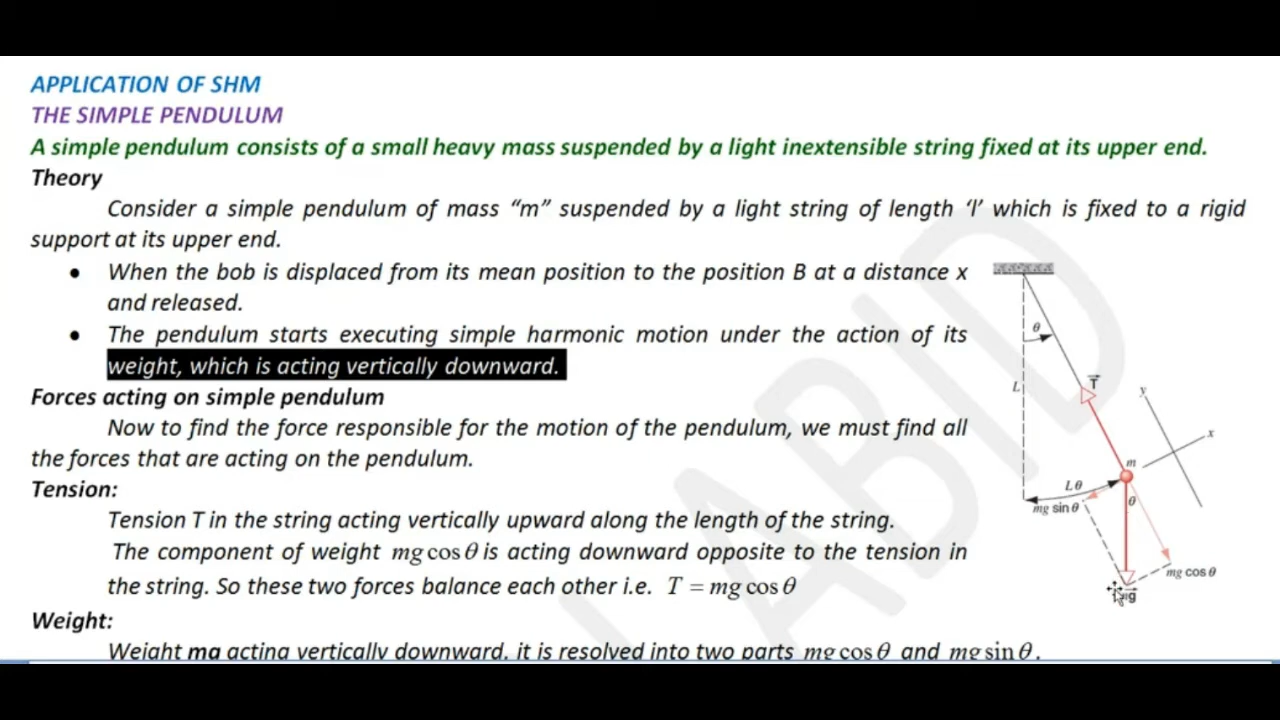 APPLICATION OF SHM
THE SIMPLE PENDULUM
A simple pendulum consists of a small heavy mass suspended by a light inextensible string fixed at its upper end.
Theory
Consider a simple pendulum of mass “m” suspended by a light string of length ‘l’ which is fixed to a rigid
support at its upper end.
• When the bob is displaced from its mean position to the position B at a distance x
and released.
• The pendulum starts executing simple harmonic motion under the action of its
weight, which is acting vertically downward.
Forces acting on simple pendulum
Now to find the force responsible for the motion of the pendulum, we must find all
the forces that are acting on the pendulum.
Tension:
Tension T in the string acting vertically upward along the length of the string.
The component of weight mg cos θ is acting downward opposite to the tension in
the string. So these two forces balance each other i.e. T = mg cos θ
Weight:
Weight mg acting vertically downward, it is resolved into two parts mg cos θ and mg sin θ.
θ
L
T
y
x
m
Lθ
θ
mg sin θ
mg cos θ
LABID